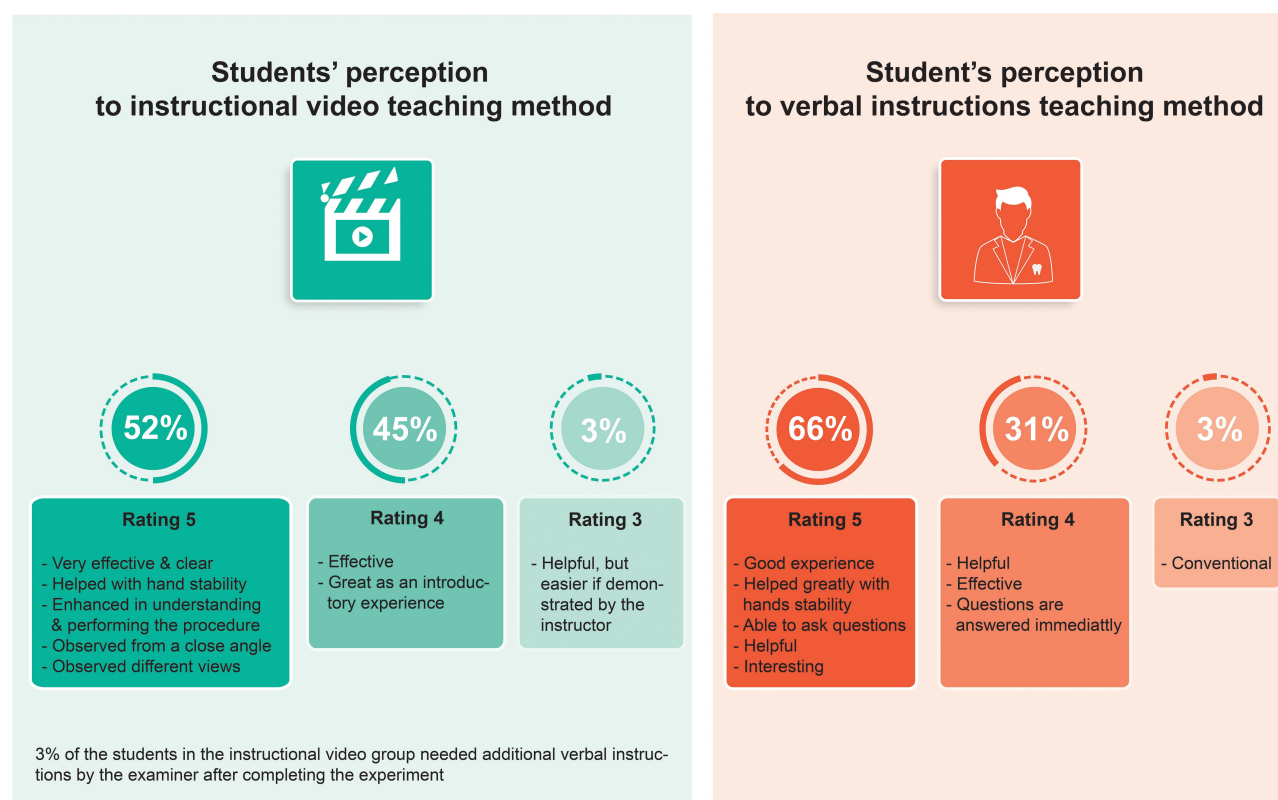 Students’ perception
to instructional video teaching method
52%
45%
3%
Rating 5
- Very effective & clear
- Helped with hand stability
- Enhanced in understanding
& performing the procedure
- Observed from a close angle
- Observed different views
Rating 4
- Effective
- Great as an introduc-
tory experience
Rating 3
- Helpful, but
easier if demon-
strated by the
instructor
3% of the students in the instructional video group needed additional verbal instruc-
tions by the examiner after completing the experiment
Student’s perception
to verbal instructions teaching method
66%
31%
3%
Rating 5
- Good experience
- Helped greatly with
hands stability
- Able to ask questions
- Helpful
- Interesting
Rating 4
- Helpful
- Effective
- Questions are
answered immediattly
Rating 3
- Conventional